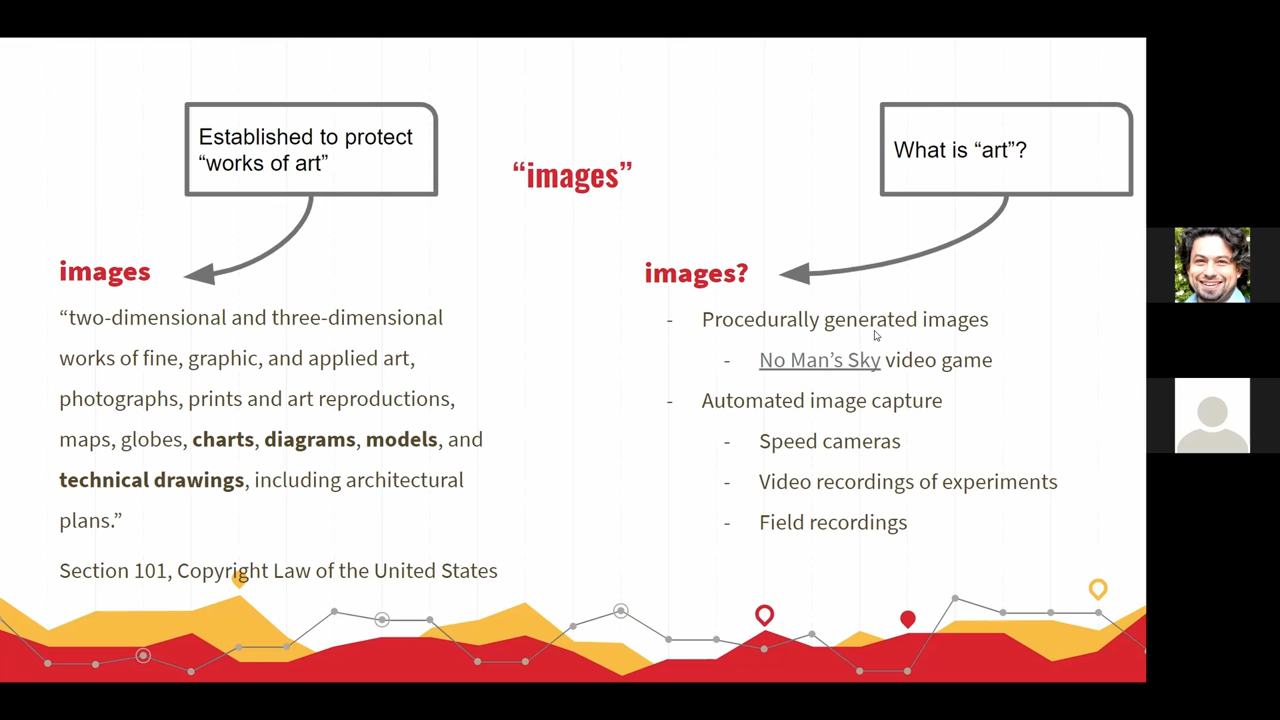 Established to protect
“works of art”
“images”
What is “art”?
images
“two-dimensional and three-dimensional
works of fine, graphic, and applied art,
photographs, prints and art reproductions,
maps, globes, charts, diagrams, models, and
technical drawings, including architectural
plans.”
Section 101, Copyright Law of the United States
images?
- Procedurally generated images
- No Man’s Sky video game
- Automated image capture
- Speed cameras
- Video recordings of experiments
- Field recordings